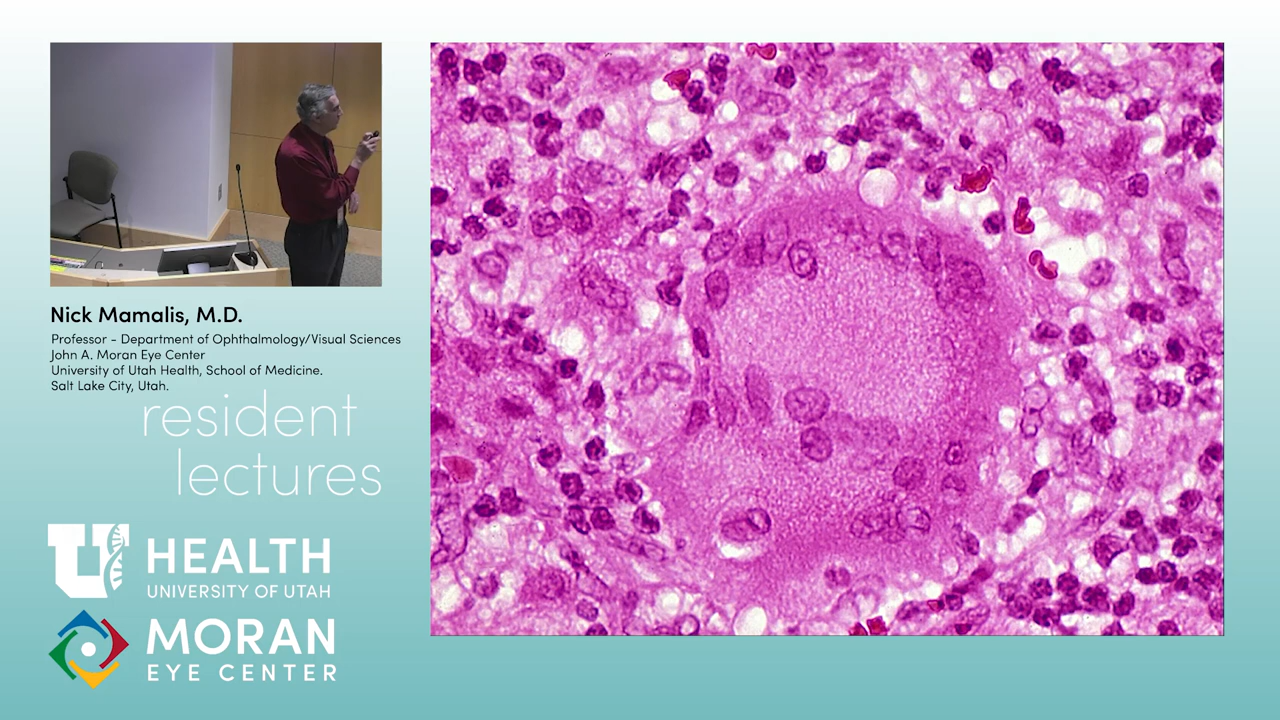 Nick Mamalis, M.D.
Professor - Department of Ophthalmology/Visual Sciences
John A. Moran Eye Center
University of Utah Health, School of Medicine.
Salt Lake City, Utah.
resident
lectures
U HEALTH
UNIVERSITY OF UTAH
MORAN
EYE CENTER